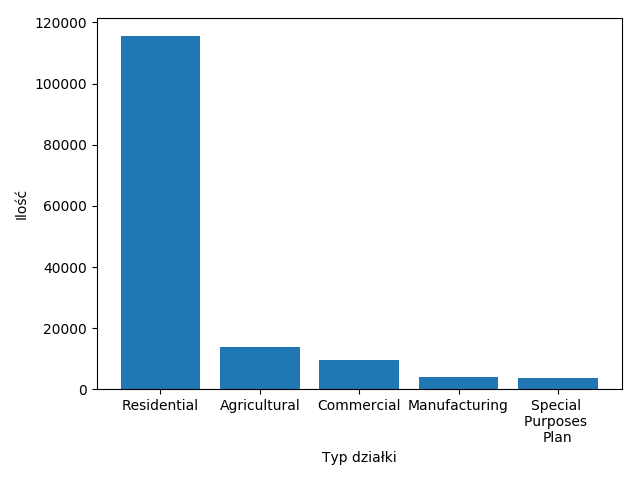 120000
100000
80000
60000
40000
20000
0
Ilość
Residential
Agricultural
Commercial
Manufacturing
Special
Purposes
Plan
Typ działki